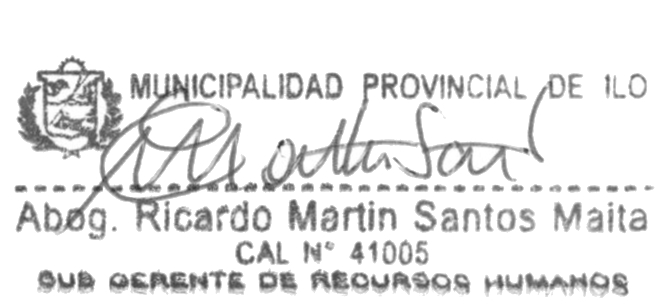 MUNICIPALIDAD PROVINCIAL DE ILO
Abog. Ricardo Martin Santos Maita
CAL N° 41005
SUB GERENTE DE RECURSOS HUMANOS